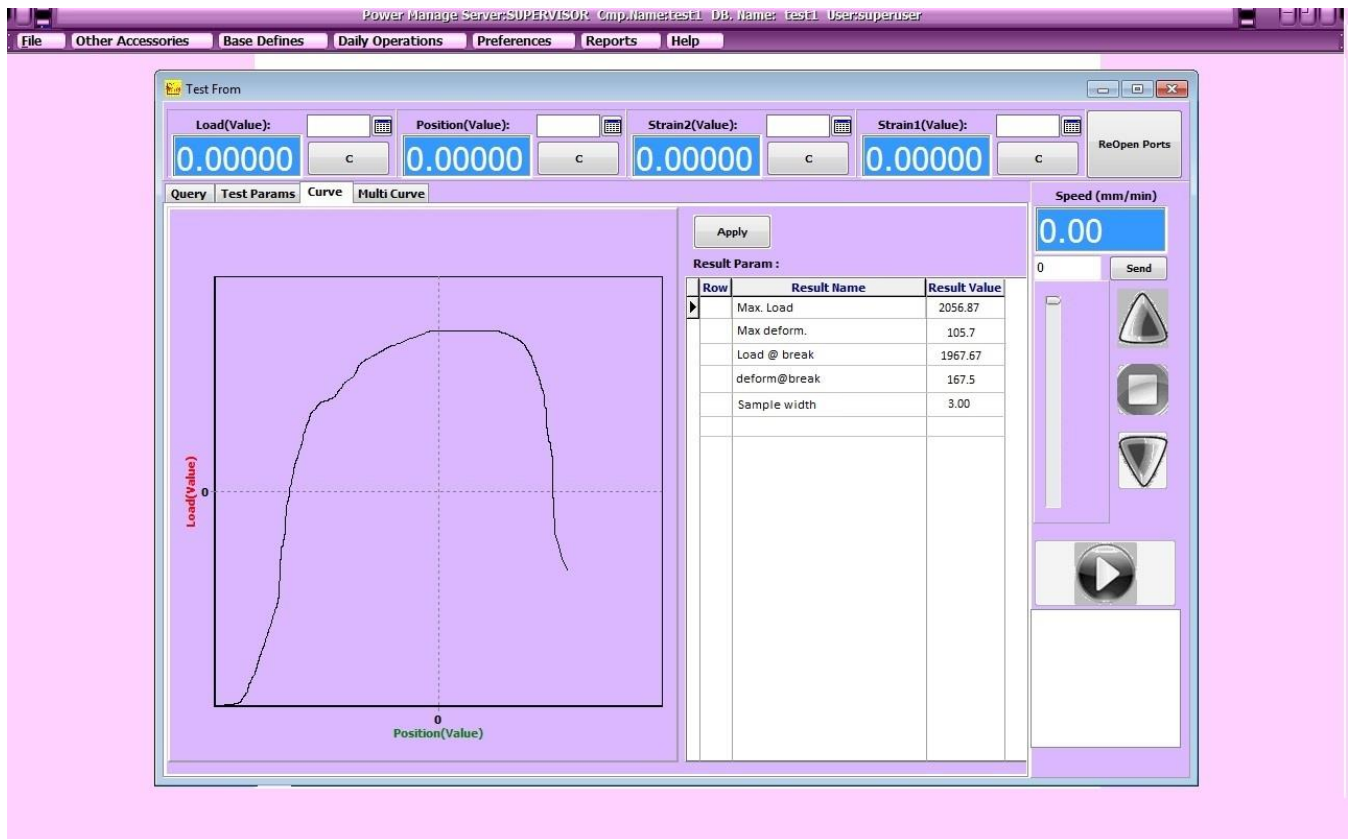 Power Manage Server:SUPERVISOR Cmp.Name:test1 DB. Name: test1 User:superuser
File Other Accessories Base Defines Daily Operations Preferences Reports Help
Test From
Load(Value): Position(Value): Strain2(Value): Strain1(Value):
0.00000 C 0.00000 C 0.00000 C 0.00000 C ReOpen Ports
Query Test Params Curve Multi Curve
Speed (mm/min)
0.00
0 Send
Load(Value)
0
0
Position(Value)
Apply
Result Param :
Row Result Name Result Value
Max. Load 2056.87
Max deform. 105.7
Load @ break 1967.67
deform@break 167.5
Sample width 3.00